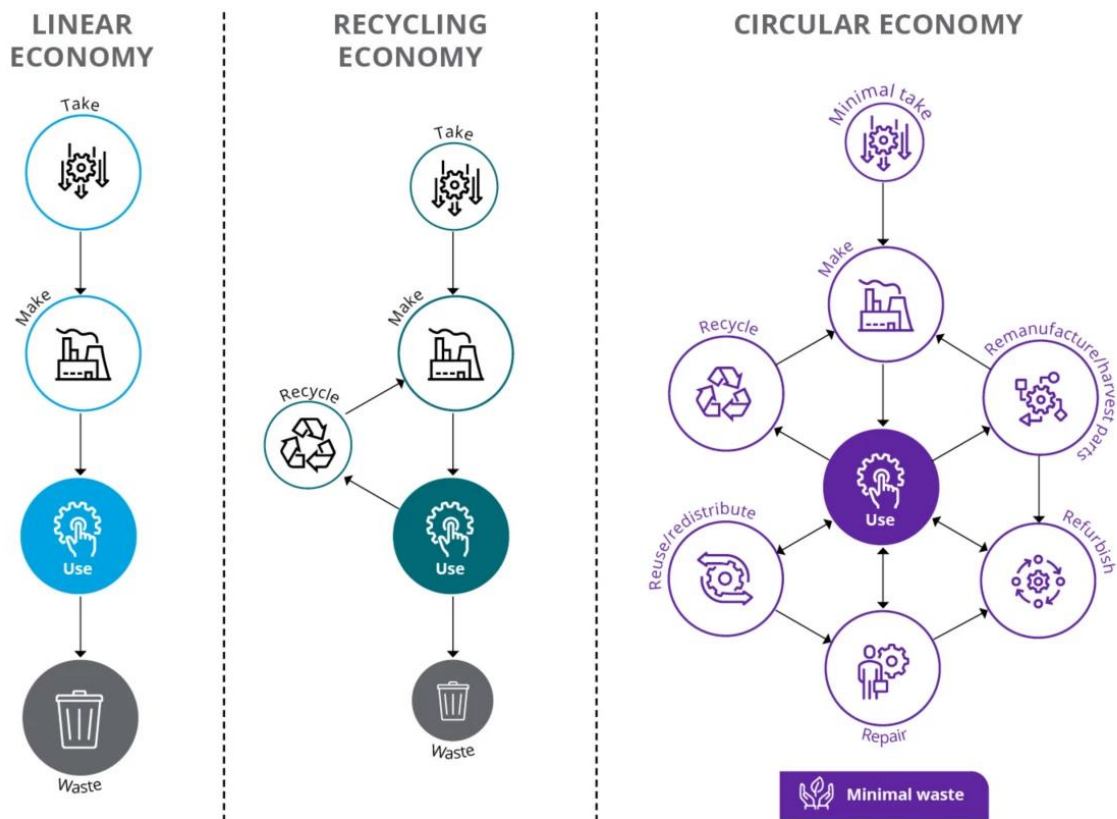 LINEAR
ECONOMY
Take
Make
Use
Waste
RECYCLING
ECONOMY
Take
Make
Recycle
Use
Waste
CIRCULAR ECONOMY
Minimal take
Make
Recycle
Remanufacture/harvest parts
Use
Reuse/redistribute
Refurbish
Repair
Minimal waste